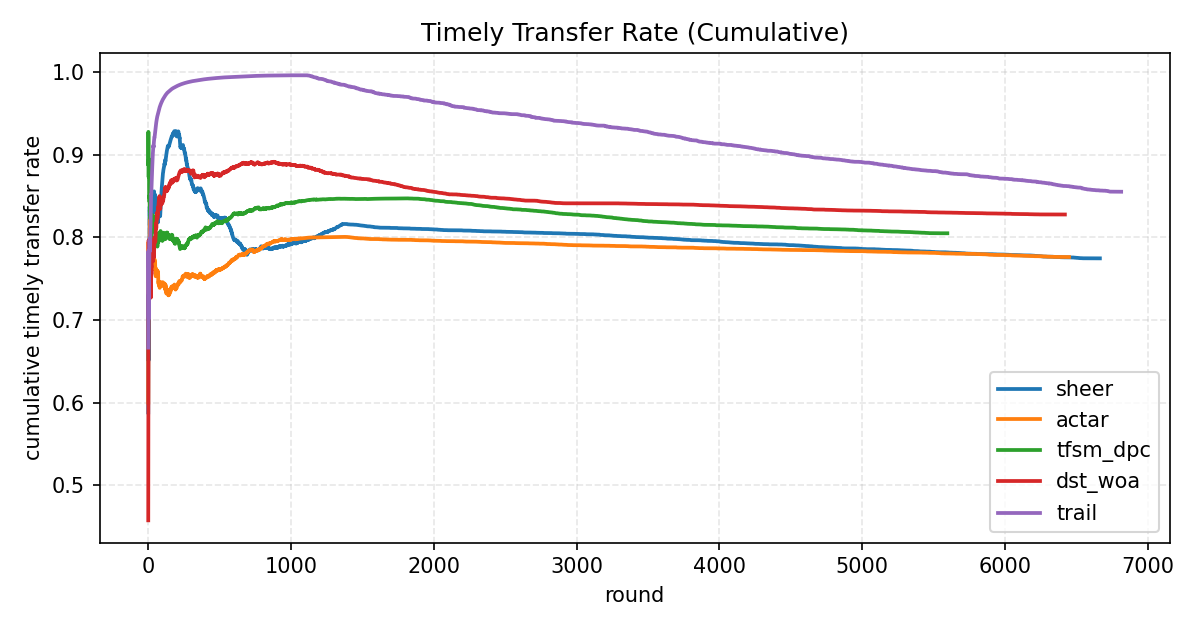 Timely Transfer Rate (Cumulative)
cumulative timely transfer rate
1.0
0.9
0.8
0.7
0.6
0.5
0 1000 2000 3000 4000 5000 6000 7000
round
sheer
actar
tfsm_dpc
dst_woa
trail